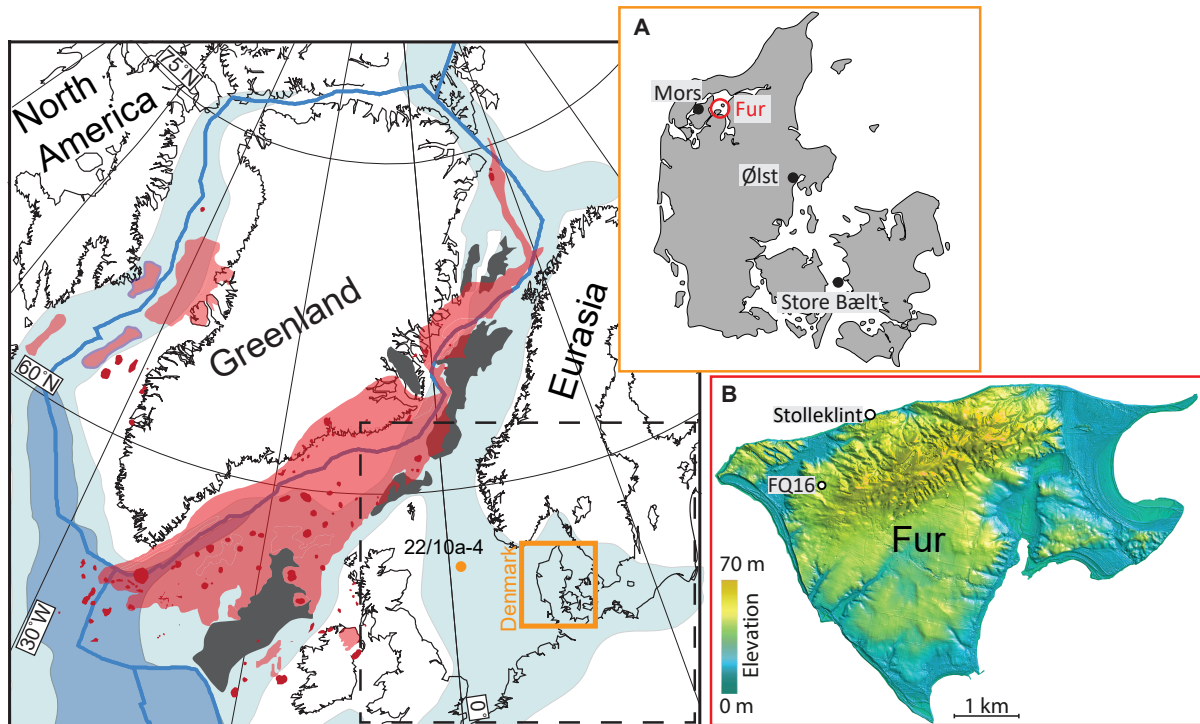 North
America
75°N
Greenland
Eurasia
60°N
30°W
22/10a-4
Denmark
0°
A
Mors
Fur
Ølst
Store Bælt
B
Stolleklint
FQ16
Fur
70 m
Elevation
0 m
1 km